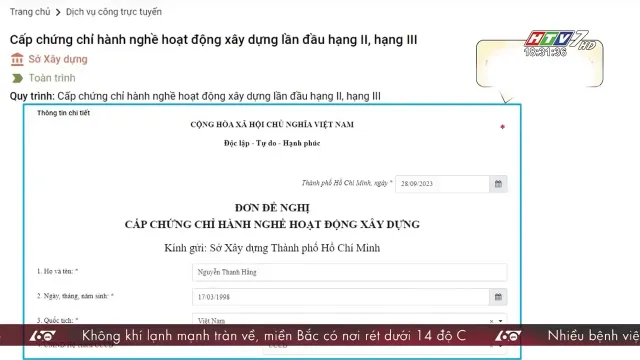 Trang chủ > Dịch vụ công trực tuyến
Cấp chứng chỉ hành nghề hoạt động xây dựng lần đầu hạng II, hạng III
Sở Xây dựng
Toàn trình
Quy trình: Cấp chứng chỉ hành nghề hoạt động xây dựng lần đầu hạng II, hạng III
HTV7 HD
18:31:36
Thông tin chi tiết
CỘNG HÒA XÃ HỘI CHỦ NGHĨA VIỆT NAM
*
Độc lập - Tự do - Hạnh phúc
Thành phố Hồ Chí Minh, ngày * 28/09/2023
ĐƠN ĐỀ NGHỊ
CẤP CHỨNG CHỈ HÀNH NGHỀ HOẠT ĐỘNG XÂY DỰNG
Kính gửi: Sở Xây dựng Thành phố Hồ Chí Minh
1. Họ và tên: * Nguyễn Thanh Hằng
2. Ngày, tháng, năm sinh: * 17/03/1998
3. Quốc tịch: * Việt Nam
60 Không khí lạnh mạnh tràn về, miền Bắc có nơi rét dưới 14 độ C 60 Nhiều bệnh việ